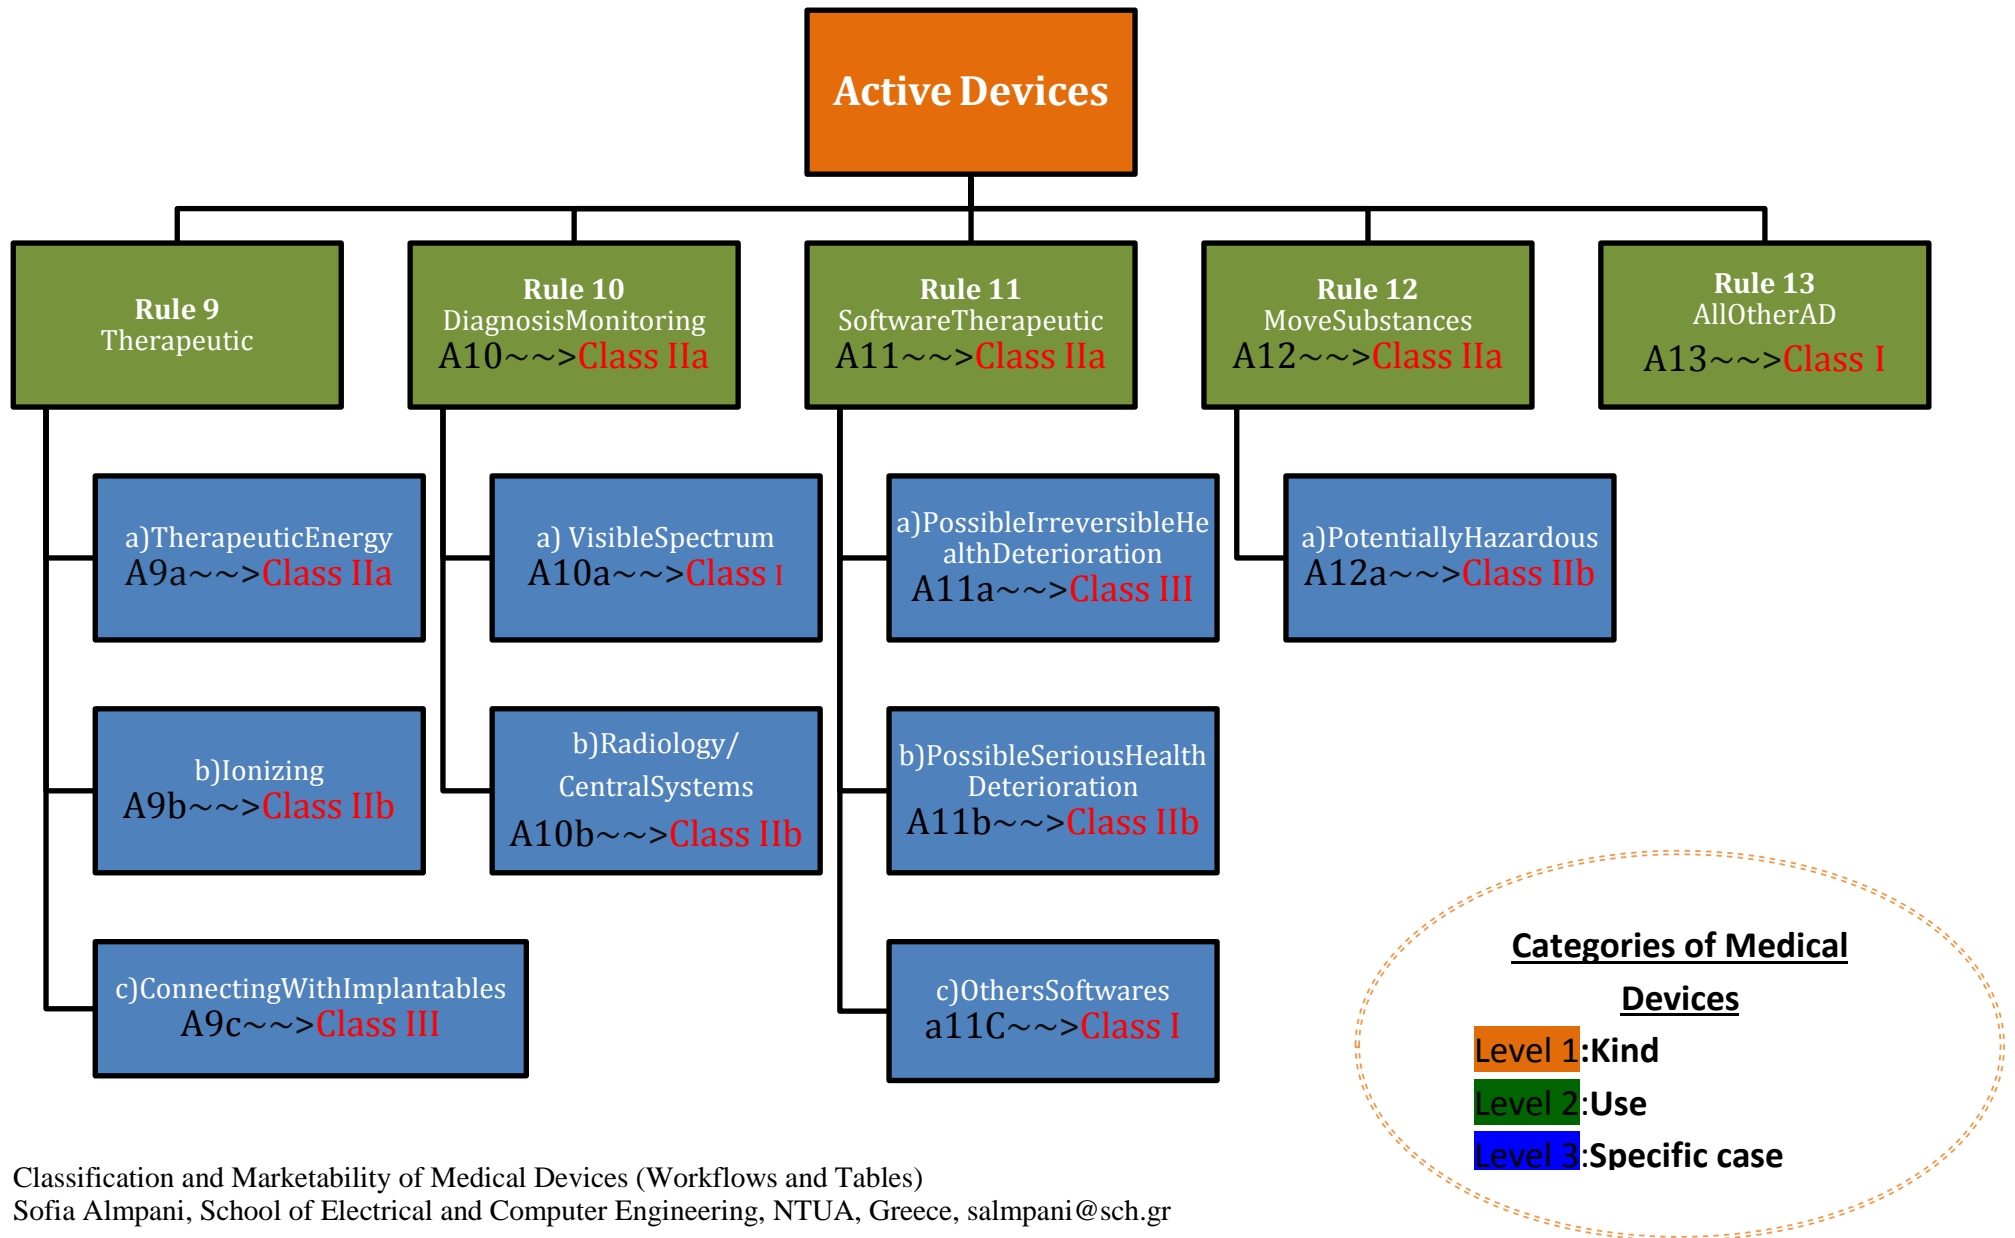 Active Devices
Rule 9
Therapeutic
Rule 10
DiagnosisMonitoring
A10~~>Class IIa
Rule 11
SoftwareTherapeutic
A11~~>Class IIa
Rule 12
MoveSubstances
A12~~>Class IIa
Rule 13
AllOtherAD
A13~~>Class I
a)TherapeuticEnergy
A9a~~>Class IIa
a) VisibleSpectrum
A10a~~>Class I
a)PossibleIrreversibleHe
althDeterioration
A11a~~>Class III
a)PotentiallyHazardous
A12a~~>Class IIb
b)Ionizing
A9b~~>Class IIb
b)Radiology/
CentralSystems
A10b~~>Class IIb
b)PossibleSeriousHealth
Deterioration
A11b~~>Class IIb
c)ConnectingWithImplantables
A9c~~>Class III
c)OthersSoftwares
a11C~~>Class I
Categories of Medical
Devices
Level 1:Kind
Level 2:Use
Level 3:Specific case
Classification and Marketability of Medical Devices (Workflows and Tables)
Sofia Almpani, School of Electrical and Computer Engineering, NTUA, Greece, salmpani@sch.gr